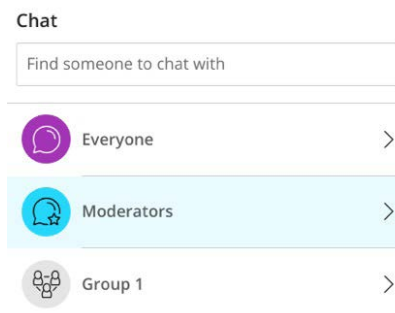 Chat
Find someone to chat with
Everyone
Moderators
Group 1